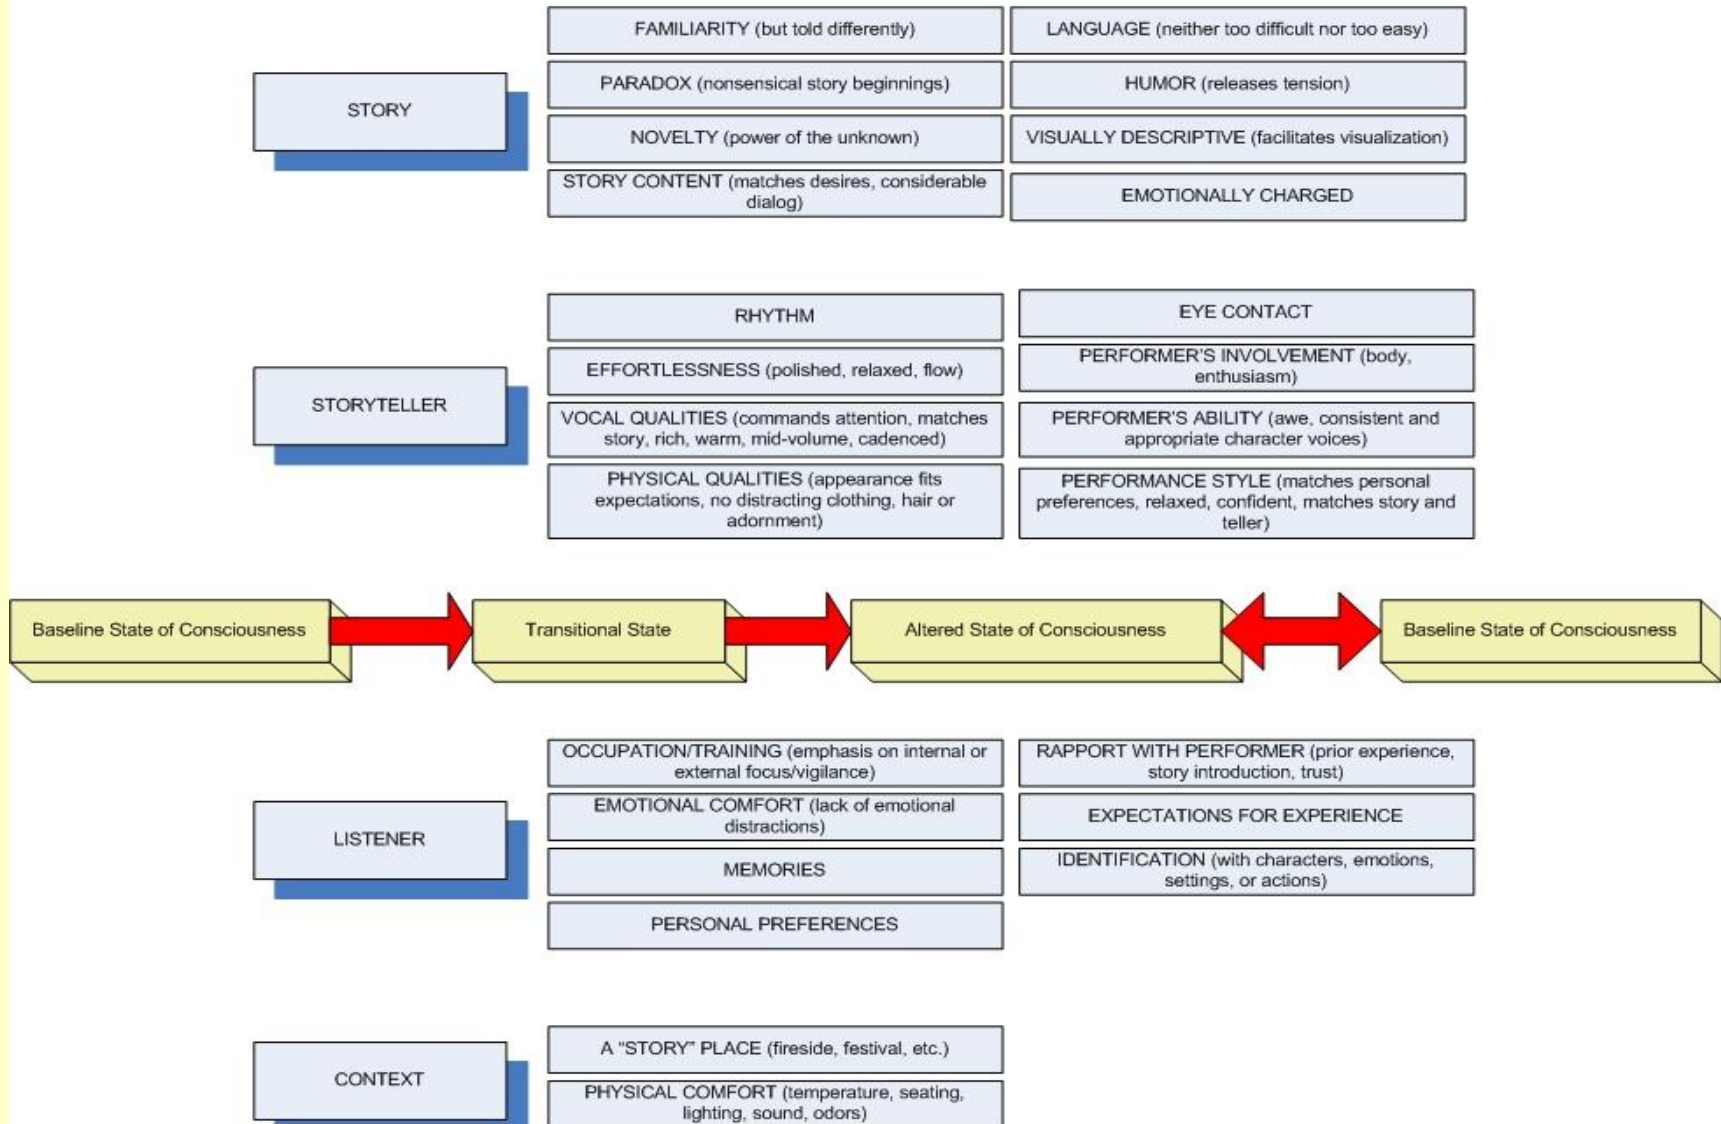 STORY
FAMILIARITY (but told differently)
LANGUAGE (neither too difficult nor too easy)
PARADOX (nonsensical story beginnings)
HUMOR (releases tension)
NOVELTY (power of the unknown)
VISUALLY DESCRIPTIVE (facilitates visualization)
STORY CONTENT (matches desires, considerable
dialog)
EMOTIONALLY CHARGED
STORYTELLER
RHYTHM
EYE CONTACT
EFFORTLESSNESS (polished, relaxed, flow)
PERFORMER'S INVOLVEMENT (body,
enthusiasm)
VOCAL QUALITIES (commands attention, matches
story, rich, warm, mid-volume, cadenced)
PERFORMER'S ABILITY (awe, consistent and
appropriate character voices)
PHYSICAL QUALITIES (appearance fits
expectations, no distracting clothing, hair or
adornment)
PERFORMANCE STYLE (matches personal
preferences, relaxed, confident, matches story and
teller)
Baseline State of Consciousness
Transitional State
Altered State of Consciousness
Baseline State of Consciousness
LISTENER
OCCUPATION/TRAINING (emphasis on internal or
external focus/vigilance)
RAPPORT WITH PERFORMER (prior experience,
story introduction, trust)
EMOTIONAL COMFORT (lack of emotional
distractions)
EXPECTATIONS FOR EXPERIENCE
MEMORIES
IDENTIFICATION (with characters, emotions,
settings, or actions)
PERSONAL PREFERENCES
CONTEXT
A "STORY" PLACE (fireside, festival, etc.)
PHYSICAL COMFORT (temperature, seating,
lighting, sound, odors)